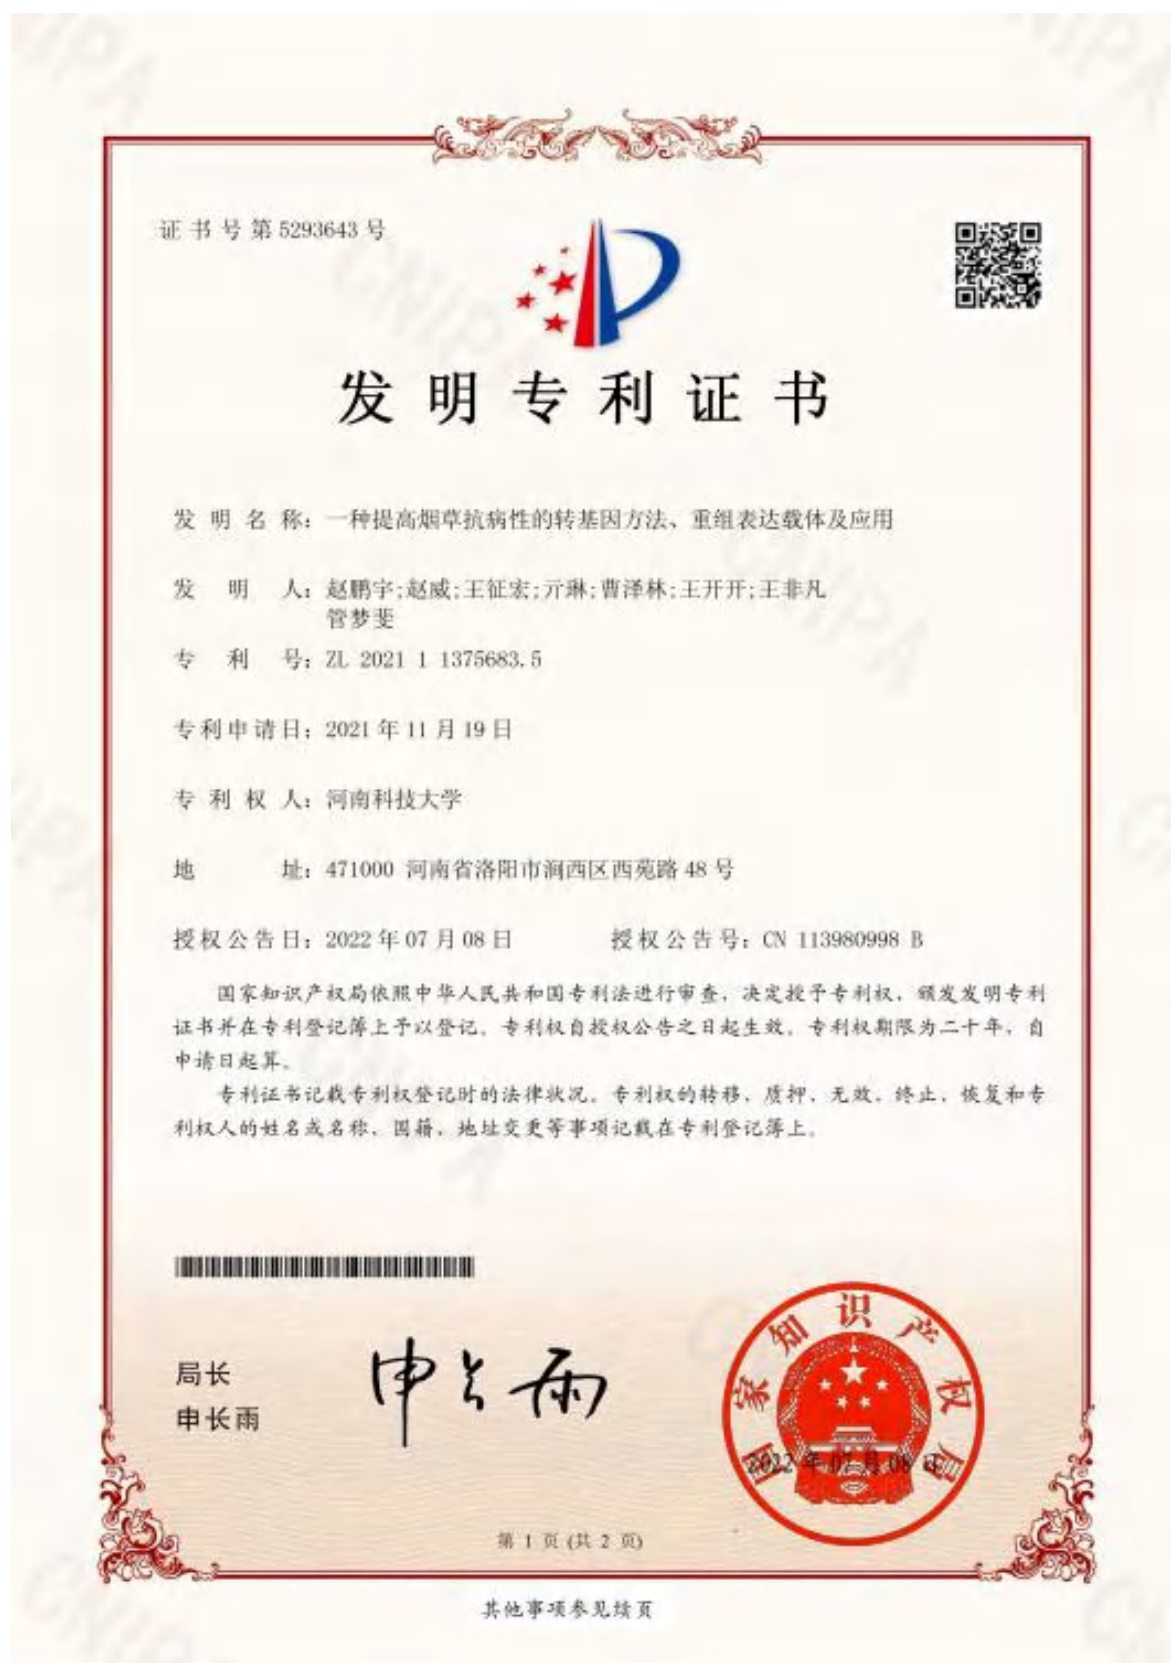 证书号第5293643号
发明专利证书
发明名称：一种提高烟草抗病性的转基因方法、重组表达载体及应用
发明人：赵鹏宇;赵威;王征宏;亓琳;曹泽林;王开开;王非凡
管梦斐
专利号：ZL 2021 1 1375683.5
专利申请日：2021年11月19日
专利权人：河南科技大学
地址：471000 河南省洛阳市涧西区西苑路48号
授权公告日：2022年07月08日 授权公告号：CN 113980998 B
国家知识产权局依照中华人民共和国专利法进行审查，决定授予专利权，颁发发明专利
证书并在专利登记簿上予以登记。专利权自授权公告之日起生效。专利权期限为二十年，自
申请日起算。
专利证书记载专利权登记时的法律状况。专利权的转移、质押、无效、终止、恢复和专
利权人的姓名或名称、国籍、地址变更等事项记载在专利登记簿上。
局长
申长雨
申长雨
国家知识产权局
2022年07月08日
第 1 页 (共 2 页)
其他事项参见续页
CNIPA